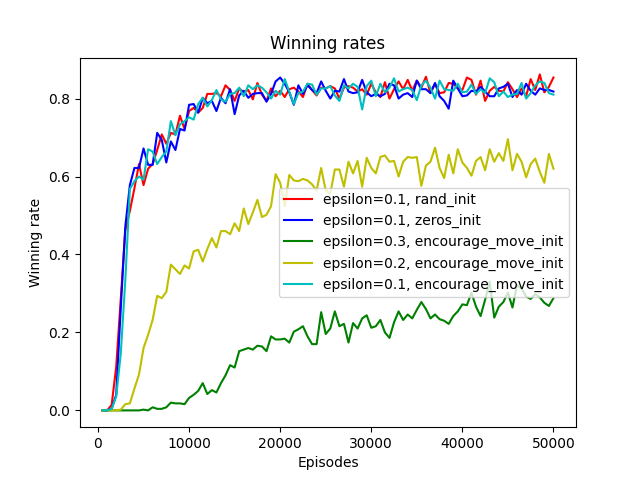 Winning rates
Winning rate
0.8
0.6
0.4
0.2
0.0
epsilon=0.1, rand_init
epsilon=0.1, zeros_init
epsilon=0.3, encourage_move_init
epsilon=0.2, encourage_move_init
epsilon=0.1, encourage_move_init
0 10000 20000 30000 40000 50000
Episodes